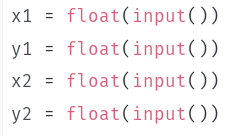 x1 = float(input())
y1 = float(input())
x2 = float(input())
y2 = float(input())